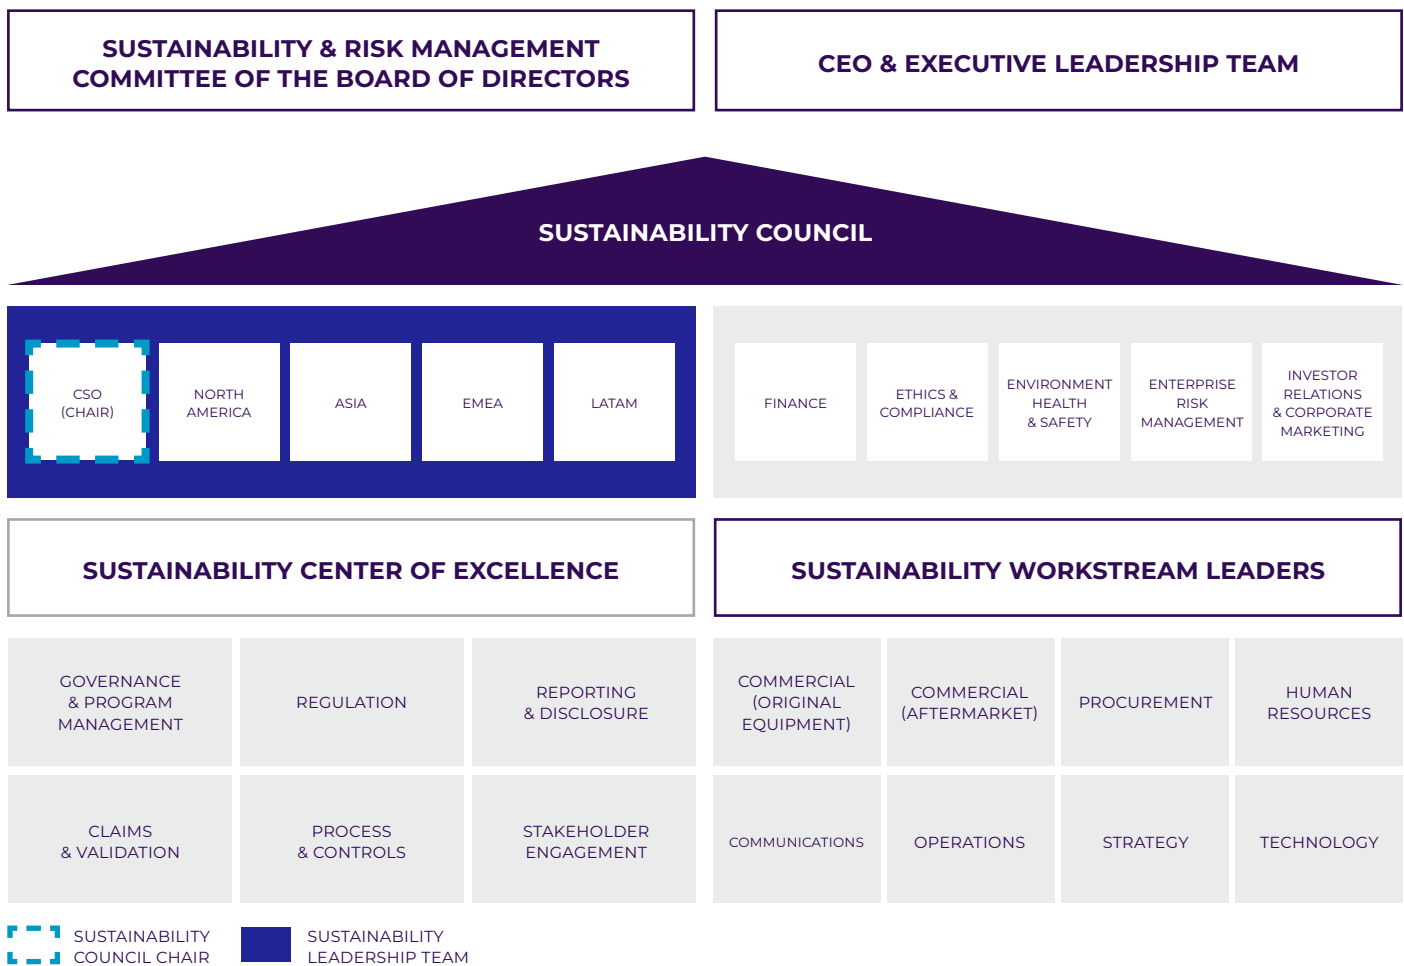 SUSTAINABILITY & RISK MANAGEMENT
COMMITTEE OF THE BOARD OF DIRECTORS
CEO & EXECUTIVE LEADERSHIP TEAM
SUSTAINABILITY COUNCIL
CSO
(CHAIR)
NORTH
AMERICA
ASIA
EMEA
LATAM
FINANCE
ETHICS &
COMPLIANCE
ENVIRONMENT
HEALTH
& SAFETY
ENTERPRISE
RISK
MANAGEMENT
INVESTOR
RELATIONS
& CORPORATE
MARKETING
SUSTAINABILITY CENTER OF EXCELLENCE
SUSTAINABILITY WORKSTREAM LEADERS
GOVERNANCE
& PROGRAM
MANAGEMENT
REGULATION
REPORTING
& DISCLOSURE
COMMERCIAL
(ORIGINAL
EQUIPMENT)
COMMERCIAL
(AFTERMARKET)
PROCUREMENT
HUMAN
RESOURCES
CLAIMS
& VALIDATION
PROCESS
& CONTROLS
STAKEHOLDER
ENGAGEMENT
COMMUNICATIONS
OPERATIONS
STRATEGY
TECHNOLOGY
SUSTAINABILITY
COUNCIL CHAIR
SUSTAINABILITY
LEADERSHIP TEAM